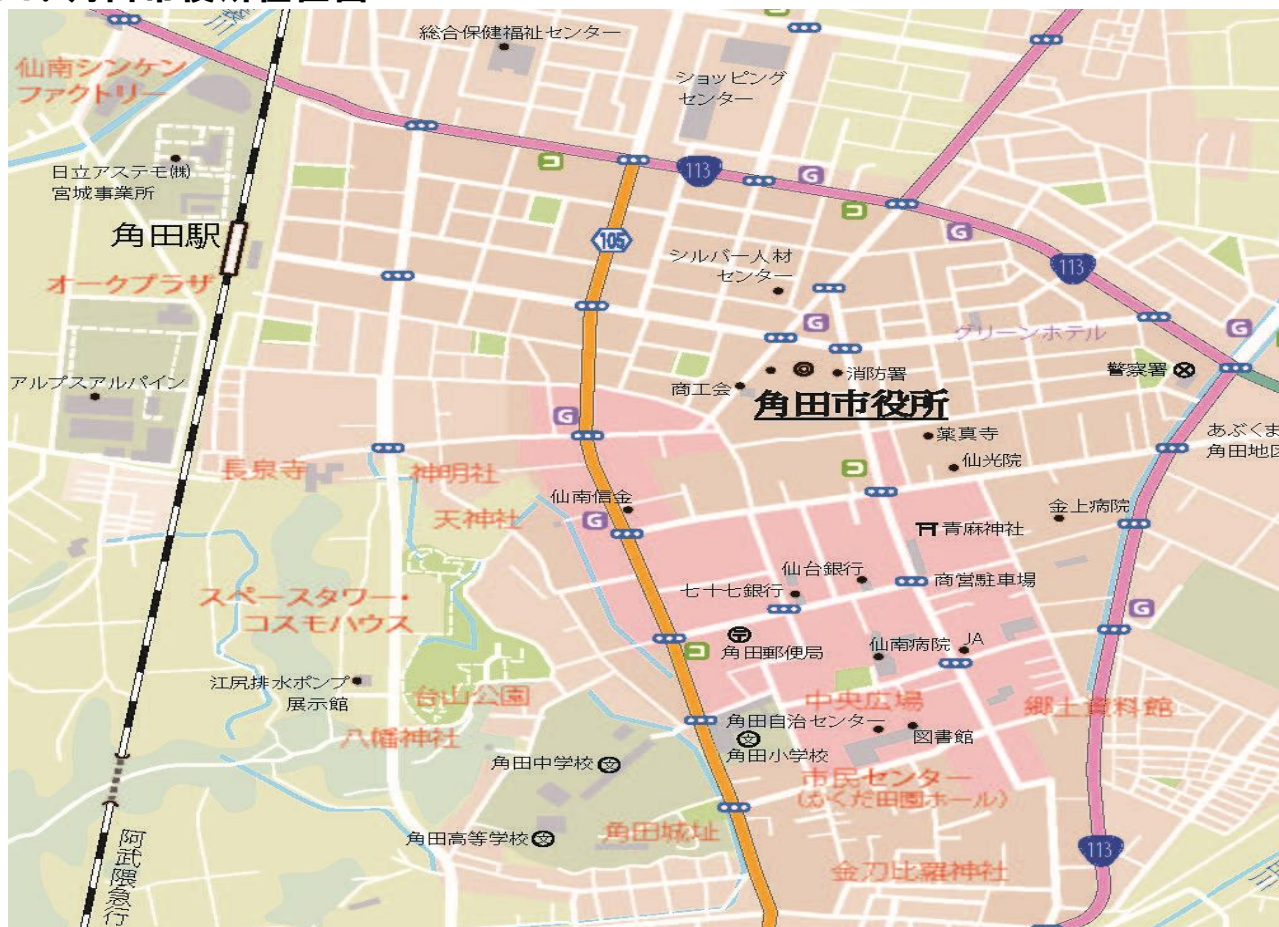 総合保健福祉センター
仙南シンケン
ファクトリー
ショッピング
センター
日立アステモ㈱
宮城事業所
113
G
角田駅
105
G
シルバー人材
センター
113
オークプラザ
G
グリーンホテル
G
アルプスアルパイン
商工会
消防署
警察署
角田市役所
G
薬真寺
あぶくま
角田地区
長泉寺
神明社
仙光院
仙南信金
天神社
G
金上病院
青麻神社
仙台銀行
七十七銀行
商営駐車場
スペースタワー・
コスモハウス
G
角田郵便局
仙南病院
JA
江尻排水ポンプ
展示館
台山公園
中央広場
郷土資料館
八幡神社
角田自治センター
図書館
角田中学校
文
文
角田小学校
市民センター
(かくだ田園ホール)
角田高等学校
文
角田城址
阿武隈急行
金刀比羅神社
113